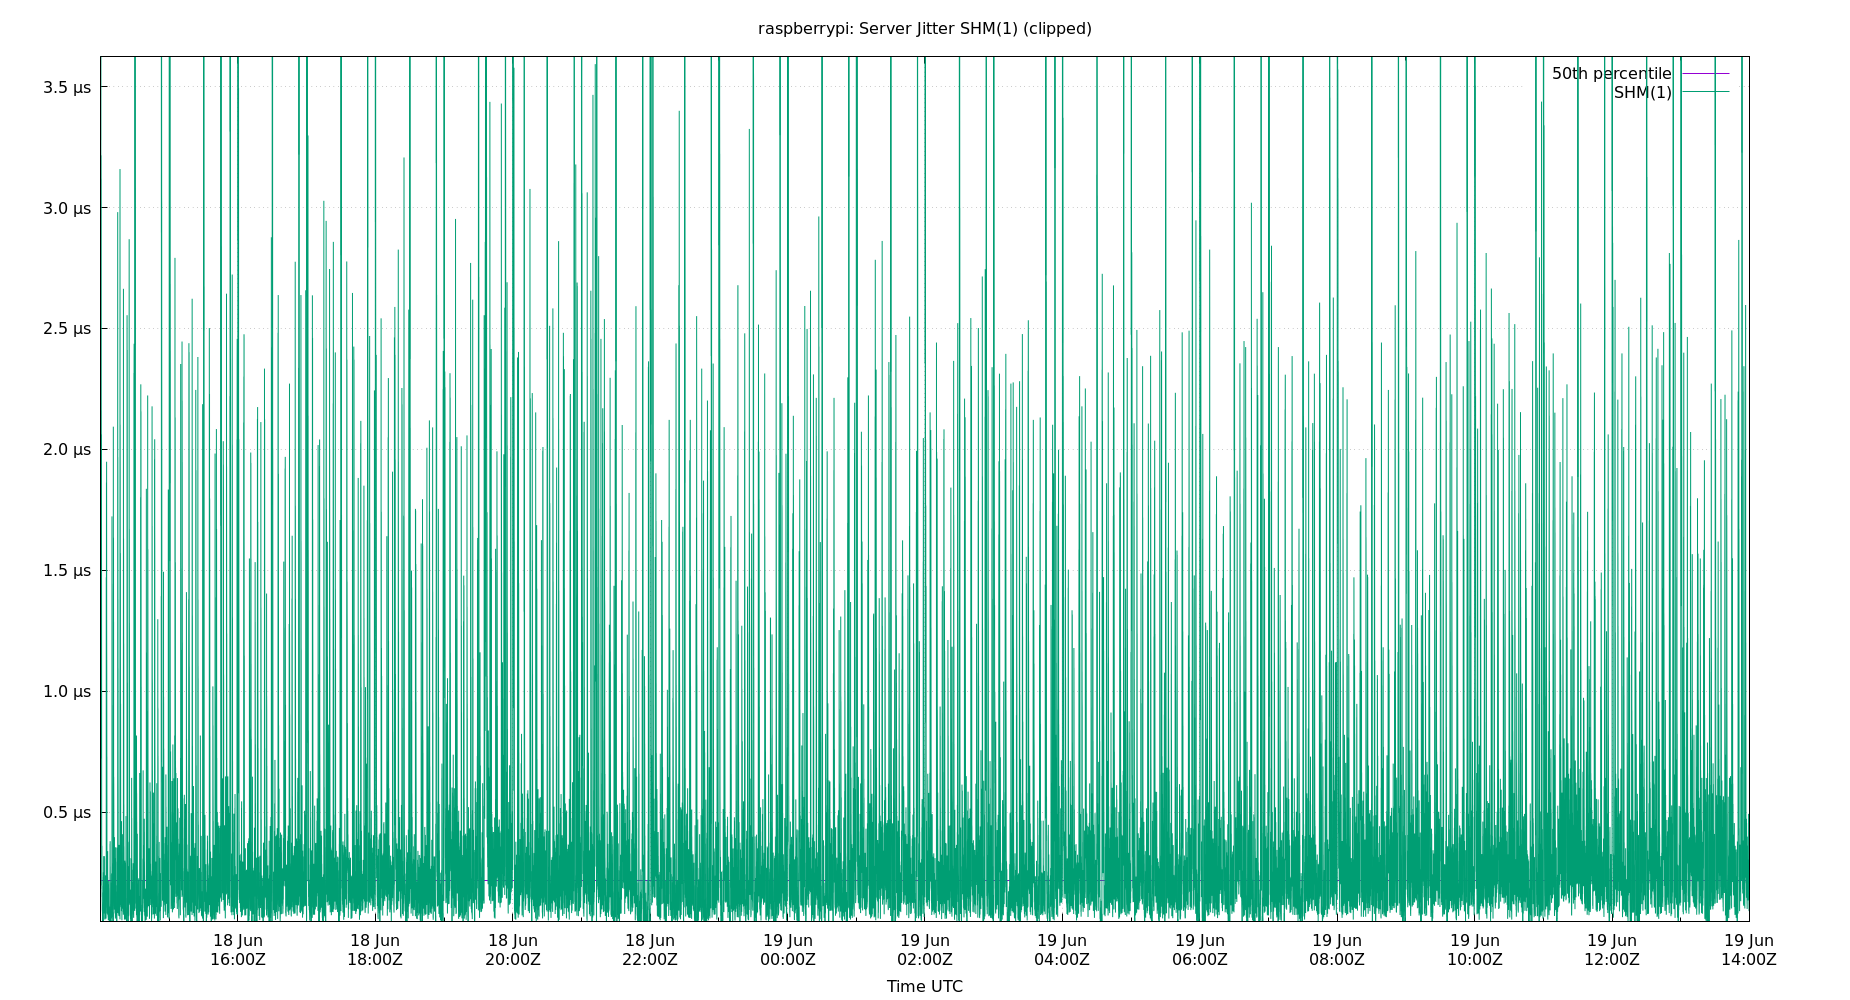 raspberrypi: Server Jitter SHM(1) (clipped)
50th percentile
SHM(1)
3.5 μs
3.0 μs
2.5 μs
2.0 μs
1.5 μs
1.0 μs
0.5 μs
18 Jun 18 Jun 18 Jun 18 Jun 19 Jun 19 Jun 19 Jun 19 Jun 19 Jun 19 Jun 19 Jun 19 Jun
16:00Z 18:00Z 20:00Z 22:00Z 00:00Z 02:00Z 04:00Z 06:00Z 08:00Z 10:00Z 12:00Z 14:00Z
Time UTC